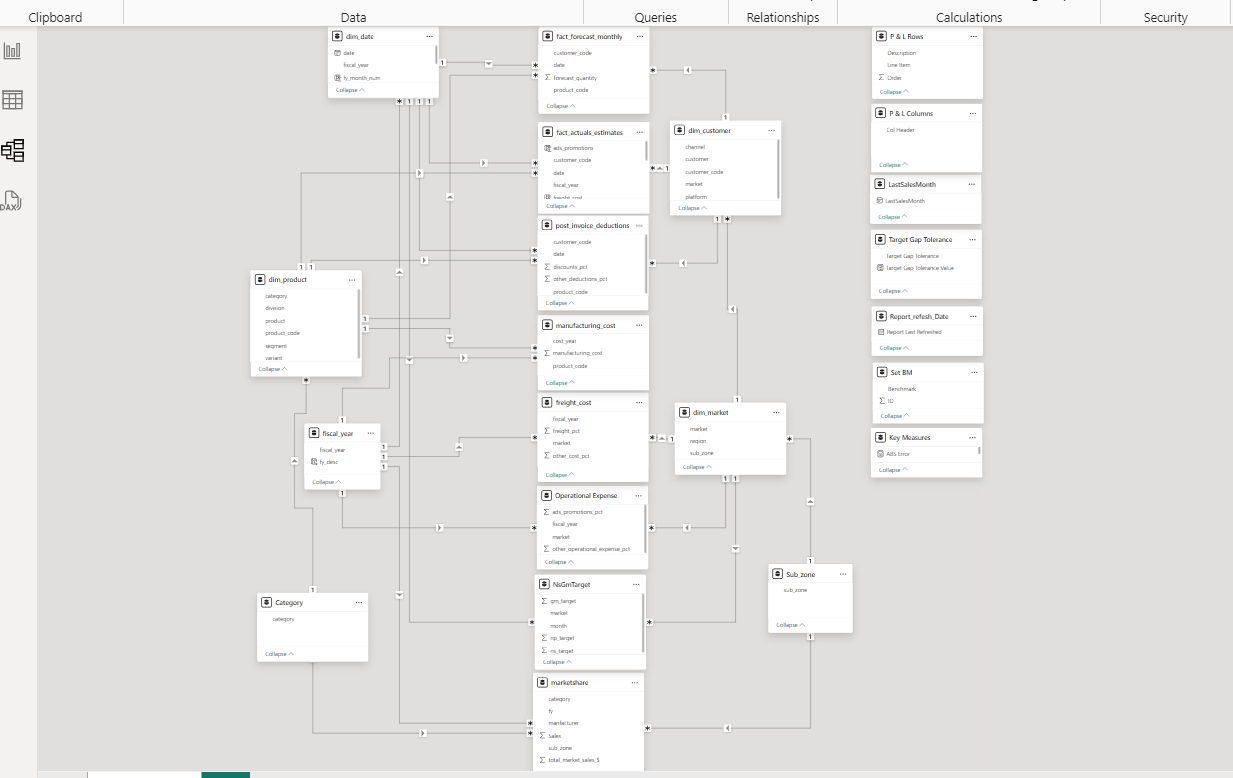 Clipboard
Data
Queries
Relationships
Calculations
Security
DAX
dim_date
date
fiscal_year
fy_month_num
Collapse
fact_forecast_monthly
customer_code
date
forecast_quantity
product_code
Collapse
fact_actuals_estimates
ads_promotions
customer_code
date
fiscal_year
freight_cost
Collapse
dim_customer
channel
customer
customer_code
market
platform
Collapse
post_invoice_deductions
customer_code
date
discounts_pct
other_deductions_pct
product_code
Collapse
dim_product
category
division
product
product_code
segment
variant
Collapse
manufacturing_cost
cost_year
manufacturing_cost
product_code
Collapse
freight_cost
fiscal_year
freight_pct
market
other_cost_pct
Collapse
dim_market
market
region
sub_zone
Collapse
fiscal_year
fiscal_year
fy_desc
Collapse
Operational Expense
ads_promotions_pct
fiscal_year
market
other_operational_expense_pct
Collapse
NsGmTarget
gm_target
market
month
np_target
ns_target
Collapse
Sub_zone
sub_zone
Collapse
Category
category
Collapse
marketshare
category
fy
manfacturer
Sales
sub_zone
total_market_sales_$
P & L Rows
Description
Line Item
Order
Collapse
P & L Columns
Col Header
Collapse
LastSalesMonth
LastSalesMonth
Collapse
Target Gap Tolerance
Target Gap Tolerance
Target Gap Tolerance Value
Collapse
Report_refesh_Date
Report Last Refreshed
Collapse
Set BM
Benchmark
ID
Collapse
Key Measures
ABS Error
Collapse